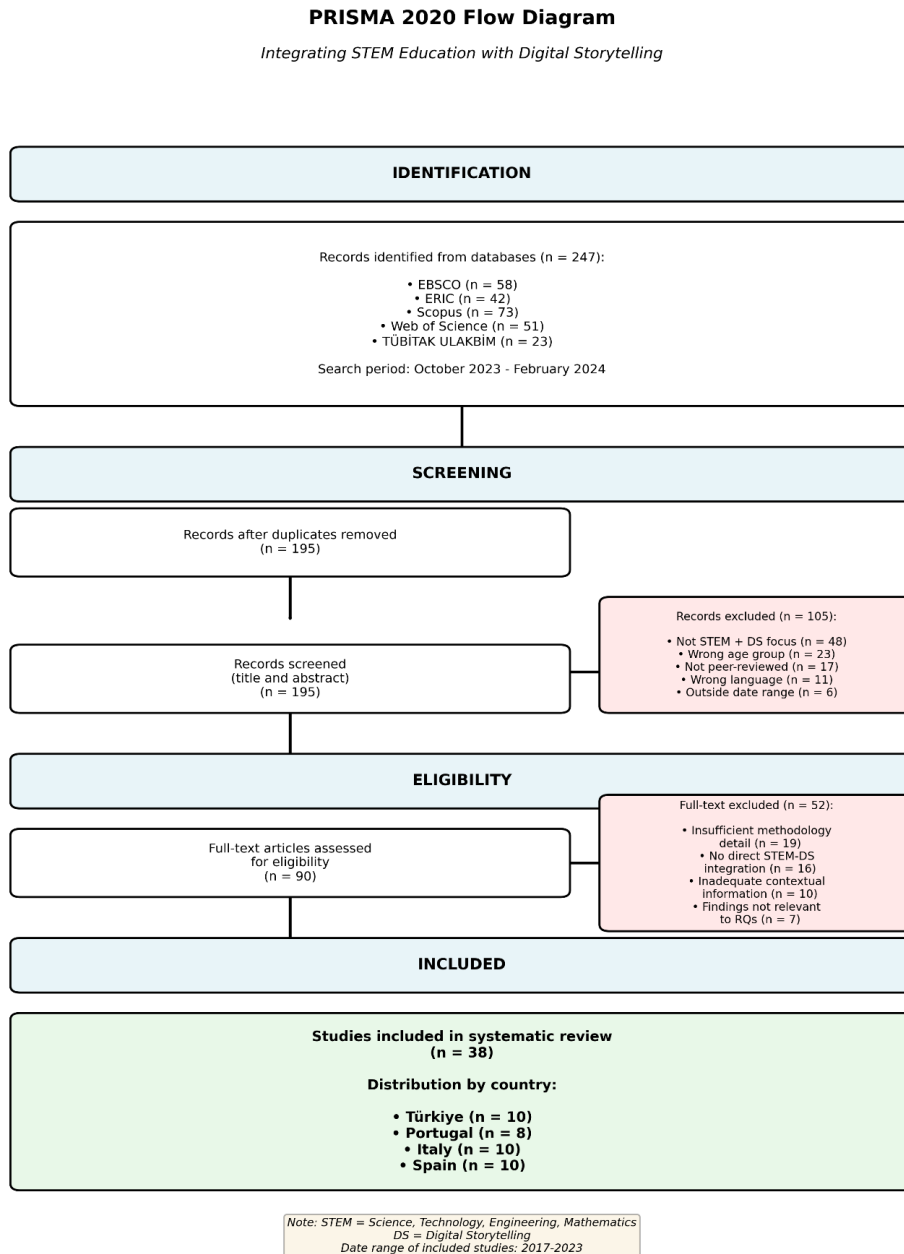 PRISMA 2020 Flow Diagram
Integrating STEM Education with Digital Storytelling
IDENTIFICATION
Records identified from databases (n = 247):
• EBSCO (n = 58)
• ERIC (n = 42)
• Scopus (n = 73)
• Web of Science (n = 51)
• TÜBİTAK ULAKBİM (n = 23)
Search period: October 2023 - February 2024
SCREENING
Records after duplicates removed
(n = 195)
Records screened
(title and abstract)
(n = 195)
Records excluded (n = 105):
• Not STEM + DS focus (n = 48)
• Wrong age group (n = 23)
• Not peer-reviewed (n = 17)
• Wrong language (n = 11)
• Outside date range (n = 6)
ELIGIBILITY
Full-text articles assessed
for eligibility
(n = 90)
Full-text excluded (n = 52):
• Insufficient methodology
detail (n = 19)
• No direct STEM-DS
integration (n = 16)
• Inadequate contextual
information (n = 10)
• Findings not relevant
to RQs (n = 7)
INCLUDED
Studies included in systematic review
(n = 38)
Distribution by country:
• Türkiye (n = 10)
• Portugal (n = 8)
• Italy (n = 10)
• Spain (n = 10)
Note: STEM = Science, Technology, Engineering, Mathematics
DS = Digital Storytelling
Date range of included studies: 2017-2023